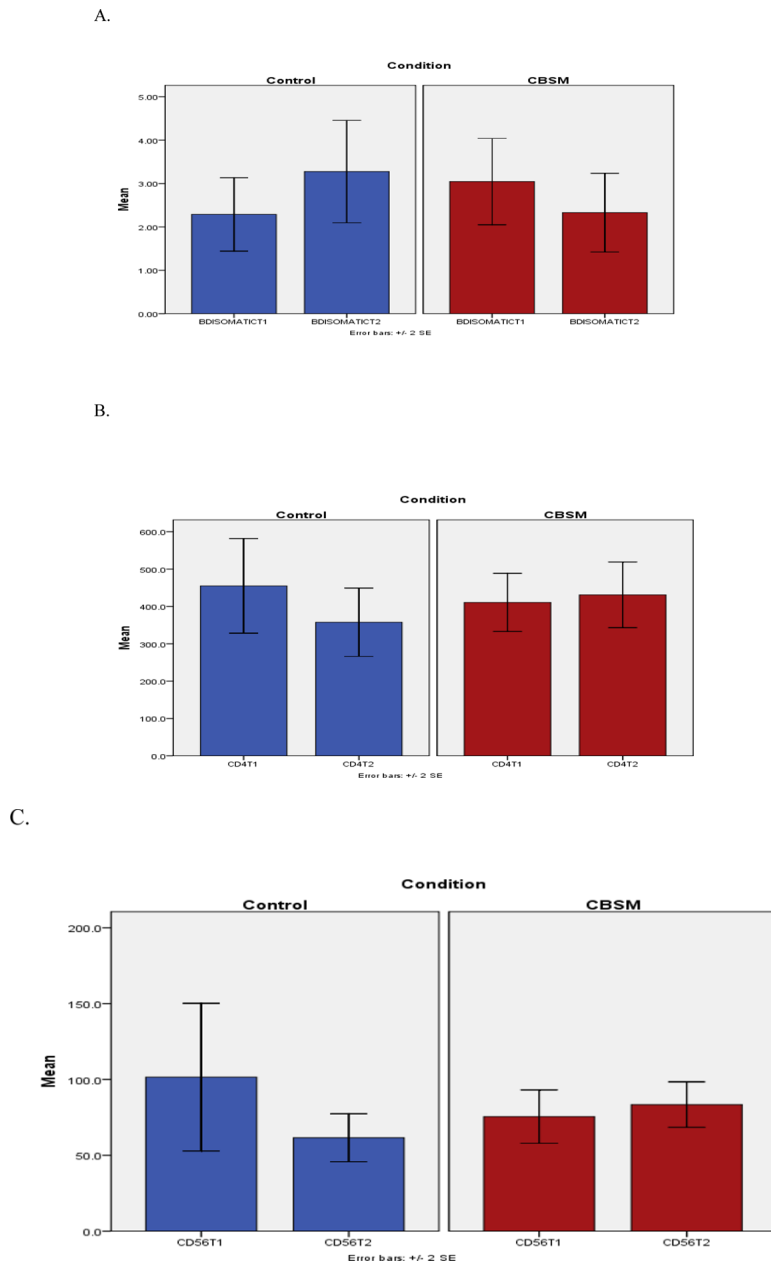 A.
Condition
Control CBSM
5.00
4.00
3.00
2.00
1.00
0.00
Mean
BDISOMATICT1 BDISOMATICT2 BDISOMATICT1 BDISOMATICT2
Error bars: +/- 2 SE
B.
Condition
Control CBSM
600.0
500.0
400.0
300.0
200.0
100.0
0.0
Mean
CD4T1 CD4T2 CD4T1 CD4T2
Error bars: +/- 2 SE
C.
Condition
Control CBSM
200.0
150.0
100.0
50.0
0.0
Mean
CD56T1 CD56T2 CD56T1 CD56T2
Error bars: +/- 2 SE